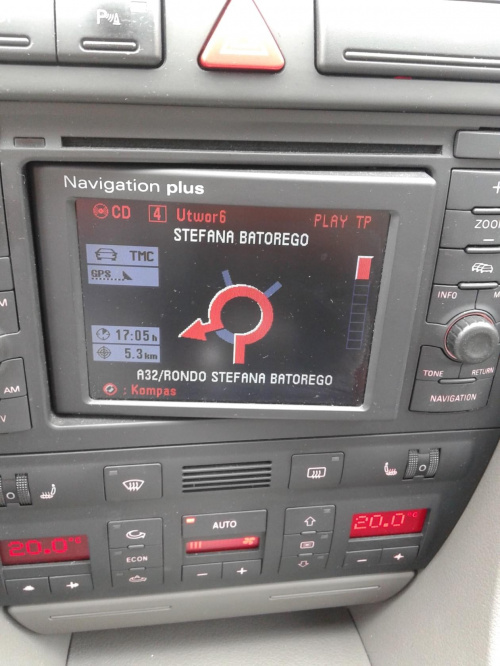 Navigation plus
CD 4 Utwor6 PLAY TP
STEFANA BATOREGO
TMC
GPS
17:05h
5.3km
A32/RONDO STEFANA BATOREGO
: Kompas
ZOOM
INFO
TONE
RETURN
NAVIGATION
AM
AUTO
ECON
20.0°
20.0°C